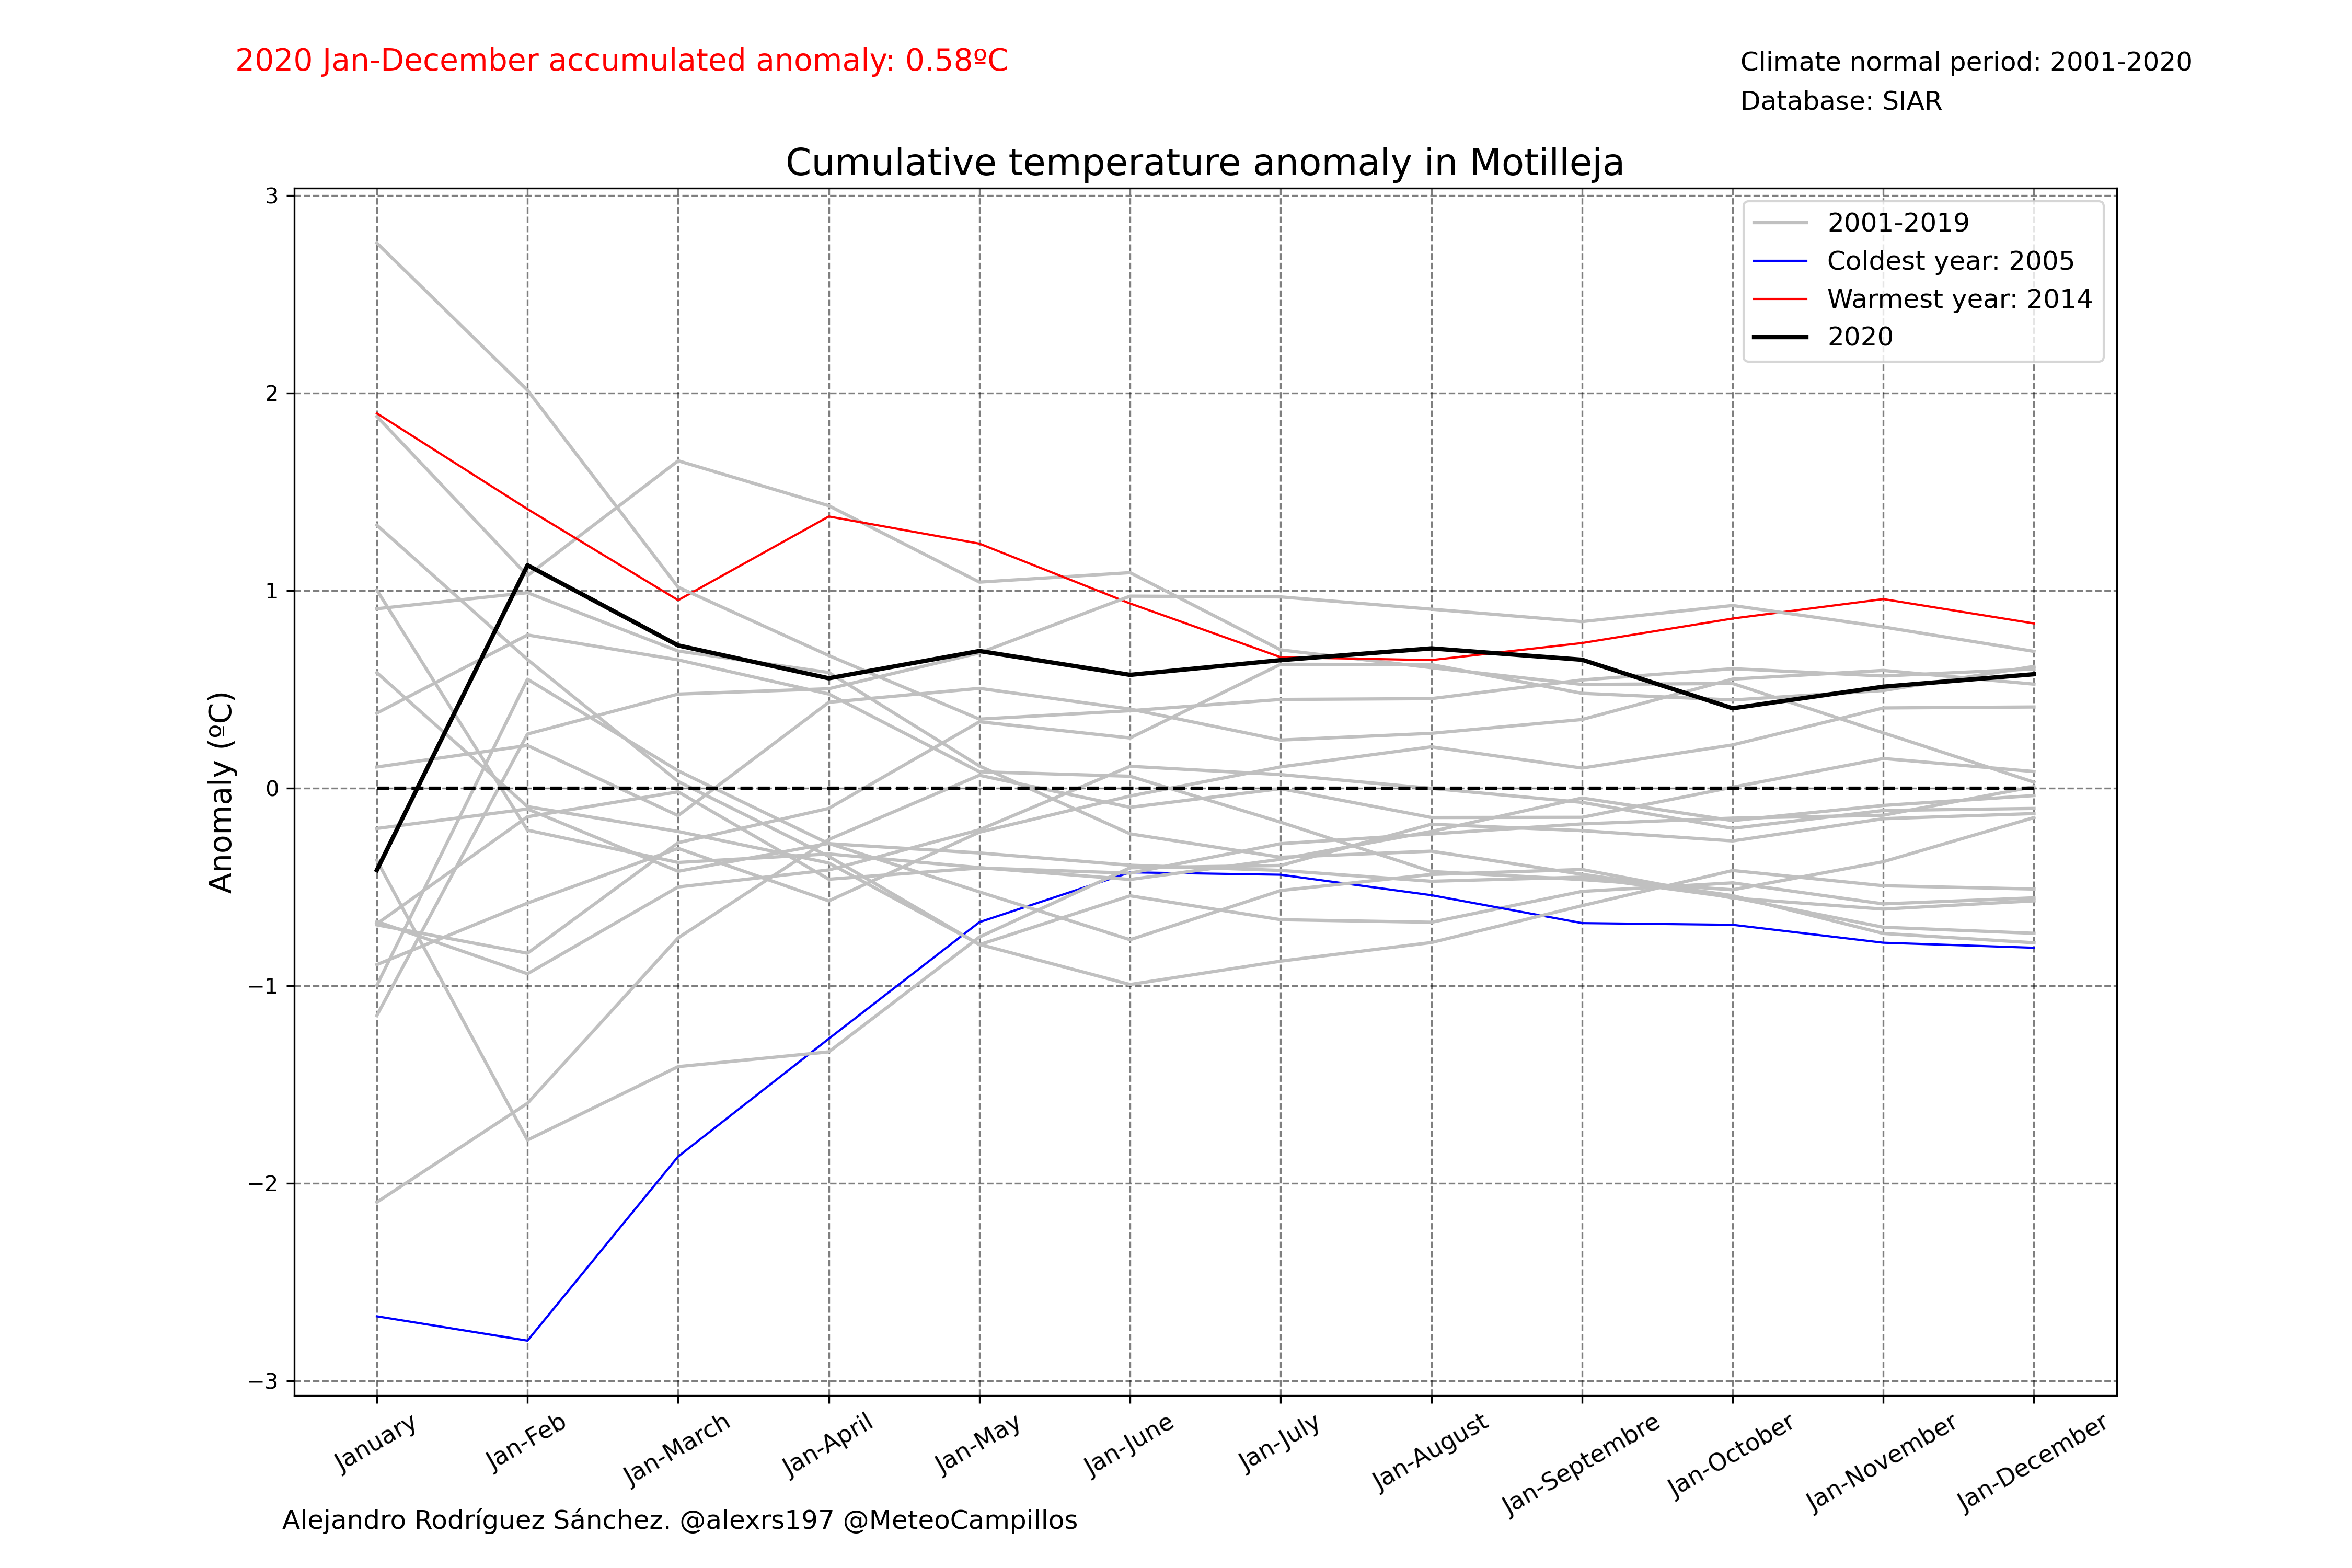 2020 Jan-December accumulated anomaly: 0.58ºC
Climate normal period: 2001-2020
Database: SIAR
Cumulative temperature anomaly in Motilleja
2001-2019
Coldest year: 2005
Warmest year: 2014
2020
Anomaly (ºC)
3
2
1
0
−1
−2
−3
January
Jan-Feb
Jan-March
Jan-April
Jan-May
Jan-June
Jan-July
Jan-August
Jan-Septembre
Jan-October
Jan-November
Jan-December
Alejandro Rodríguez Sánchez. @alexrs197 @MeteoCampillos